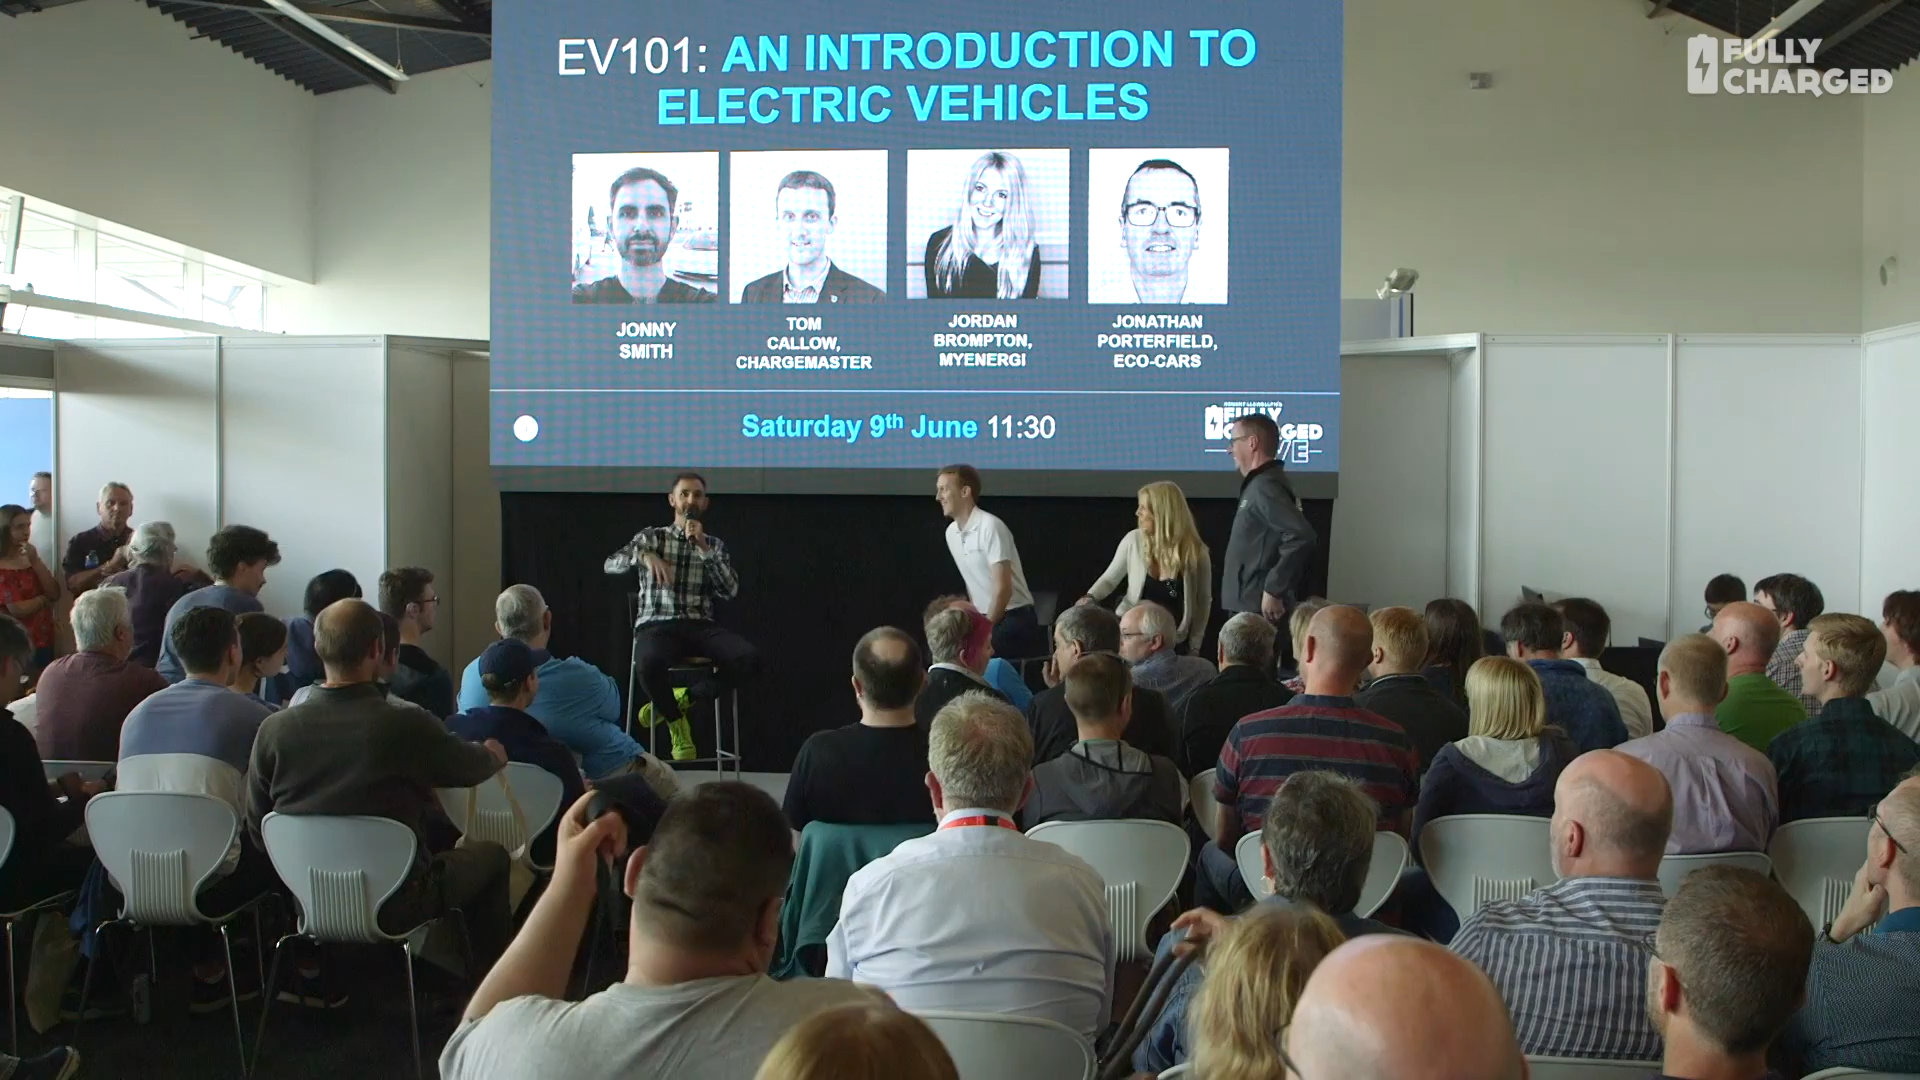 EV101: AN INTRODUCTION TO
ELECTRIC VEHICLES
JONNY
SMITH
TOM
CALLOW,
CHARGEMASTER
JORDAN
BROMPTON,
MYENERGI
JONATHAN
PORTERFIELD,
ECO-CARS
Saturday 9th June 11:30
FULLY
CHARGED